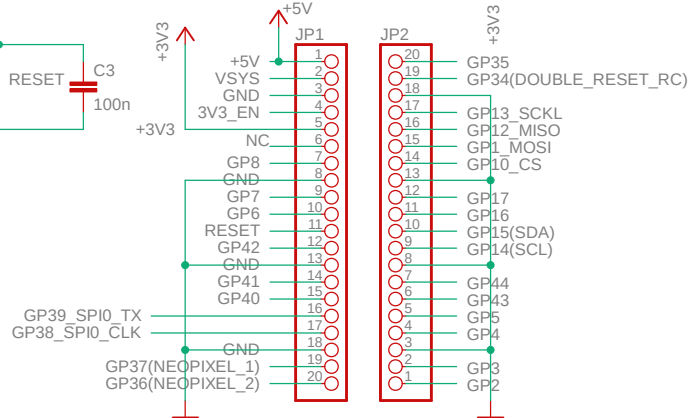 +5V
+3V3
+3V3
JP1
JP2
RESET
C3
100n
+5V 1
VSYS 2
GND 3
3V3_EN 4
+3V3 5
NC 6
GP8 7
GND 8
GP7 9
GP6 10
RESET 11
GP42 12
GND 13
GP41 14
GP40 15
GP39_SPI0_TX 16
GP38_SPI0_CLK 17
GND 18
GP37(NEOPIXEL_1) 19
GP36(NEOPIXEL_2) 20
20 GP35
19 GP34(DOUBLE_RESET_RC)
18
17 GP13_SCKL
16 GP12_MISO
15 GP1_MOSI
14 GP10_CS
13
12 GP17
11 GP16
10 GP15(SDA)
9 GP14(SCL)
8
7 GP44
6 GP43
5 GP5
4 GP4
3
2 GP3
1 GP2